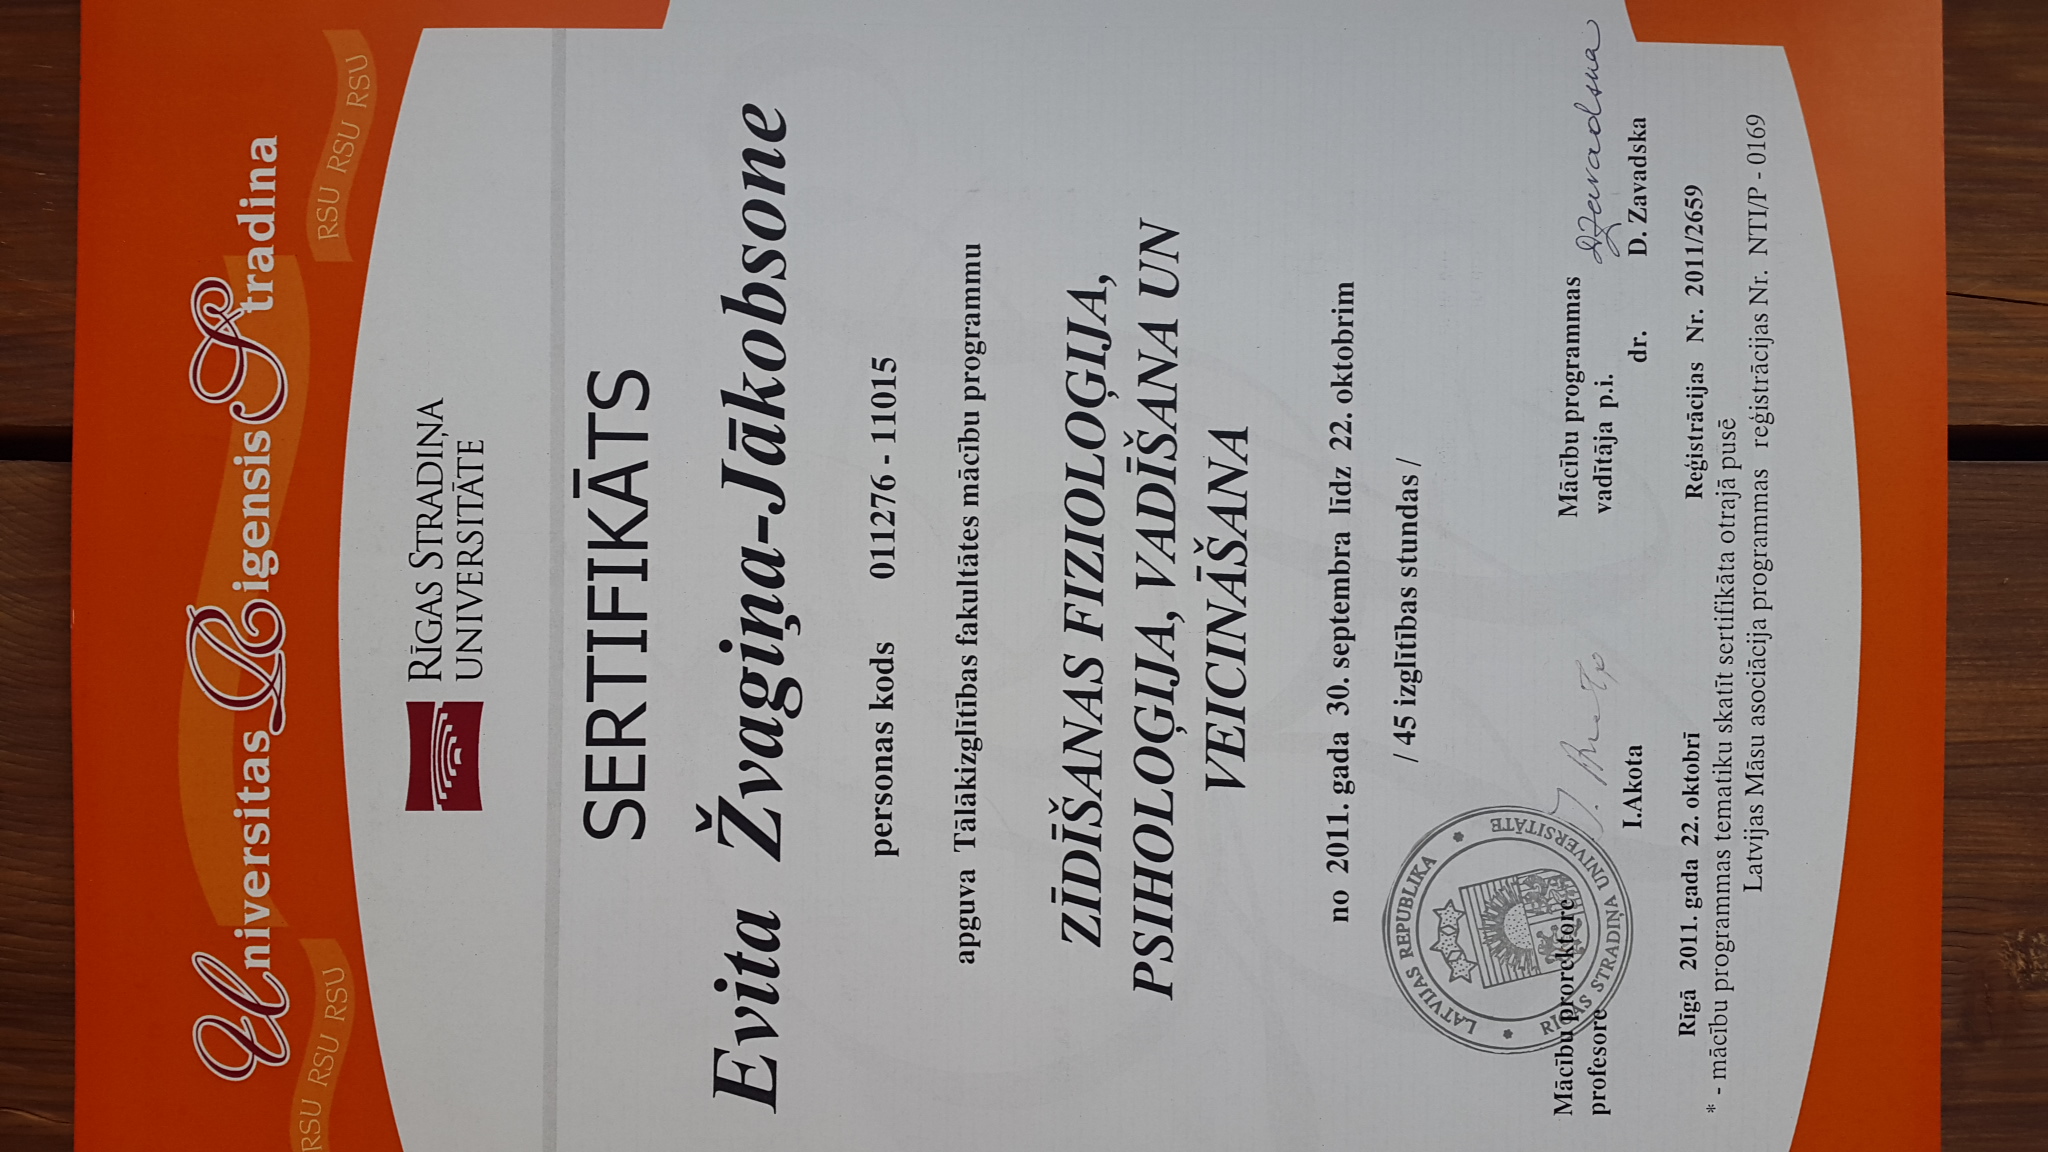 Universitas Rigensis Stradina
RSU RSU RSU
RSU RSU RSU
RĪGAS STRADIŅA
UNIVERSITĀTE
SERTIFIKĀTS
Evita Žvagiņa-Jākobsone
personas kods 011276 - 11015
apguva Tālākizglītības fakultātes mācību programmu
ZĪDĪŠANAS FIZIOLOĢIJA,
PSIHOLOĢIJA, VADĪŠANA UN
VEICINĀŠANA
no 2011. gada 30. septembra līdz 22. oktobrim
/ 45 izglītības stundas /
LATVIJAS REPUBLIKA * RĪGAS STRADIŅA UNIVERSITĀTE *
Mācību prorektore
profesore
I.Akota
Mācību programmas
vadītāja p.i.
dr. D. Zavadska
Rīgā 2011. gada 22. oktobrī Reģistrācijas Nr. 2011/2659
* - mācību programmas tematiku skatīt sertifikāta otrajā pusē
Latvijas Māsu asociācija programmas reģistrācijas Nr. NTI/P - 0169